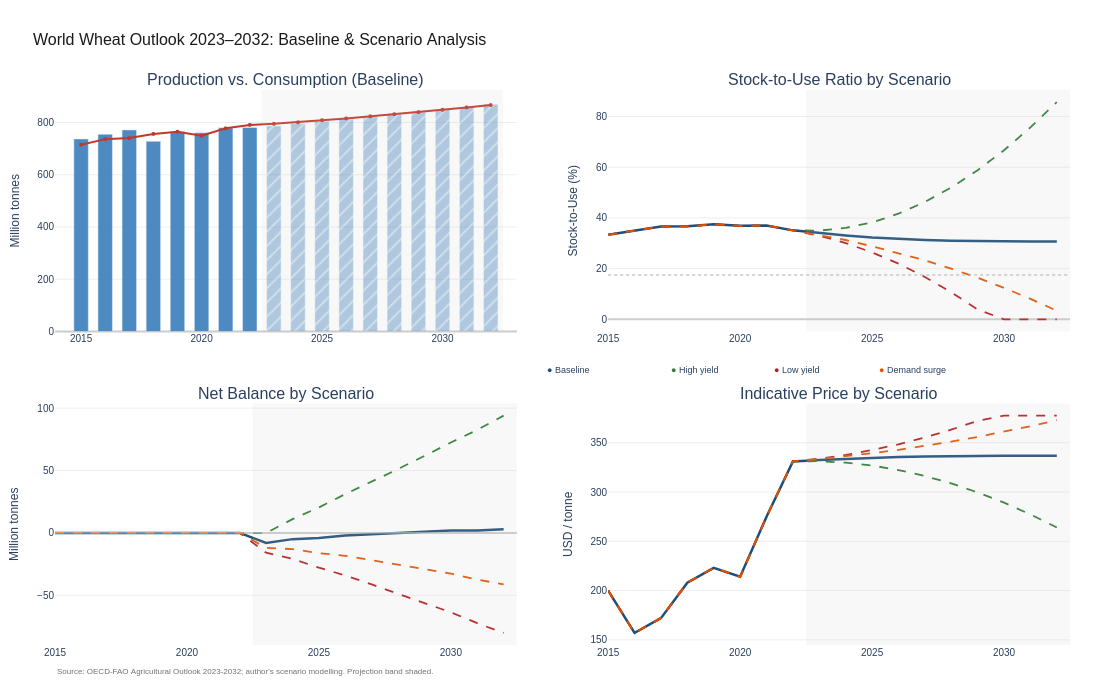 World Wheat Outlook 2023–2032: Baseline & Scenario Analysis
Production vs. Consumption (Baseline)
Million tonnes
800
600
400
200
0
2015
2020
2025
2030
Stock-to-Use Ratio by Scenario
Stock-to-Use (%)
80
60
40
20
0
2015
2020
2025
2030
● Baseline
● High yield
● Low yield
● Demand surge
Net Balance by Scenario
Million tonnes
100
50
0
−50
2015
2020
2025
2030
Indicative Price by Scenario
USD / tonne
350
300
250
200
150
2015
2020
2025
2030
Source: OECD-FAO Agricultural Outlook 2023-2032; author's scenario modelling. Projection band shaded.